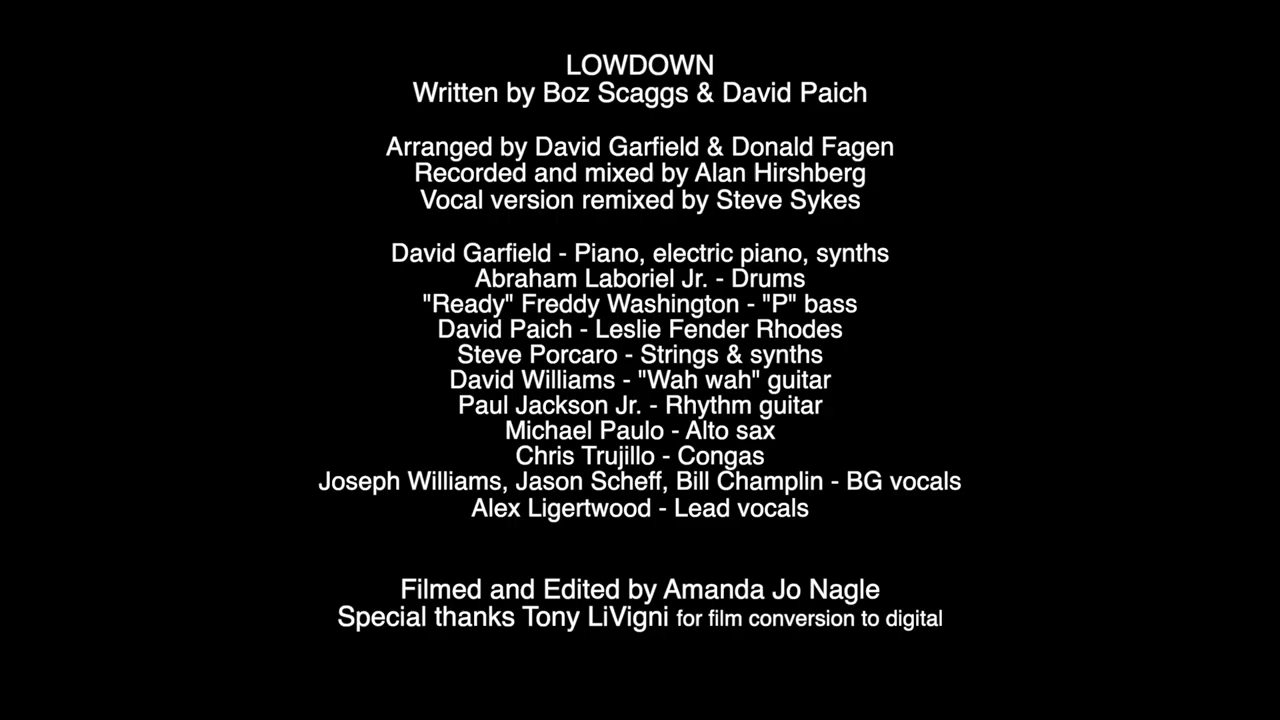 LOWDOWN
Written by Boz Scaggs & David Paich
Arranged by David Garfield & Donald Fagen
Recorded and mixed by Alan Hirshberg
Vocal version remixed by Steve Sykes
David Garfield - Piano, electric piano, synths
Abraham Laboriel Jr. - Drums
"Ready" Freddy Washington - "P" bass
David Paich - Leslie Fender Rhodes
Steve Porcaro - Strings & synths
David Williams - "Wah wah" guitar
Paul Jackson Jr. - Rhythm guitar
Michael Paulo - Alto sax
Chris Trujillo - Congas
Joseph Williams, Jason Scheff, Bill Champlin - BG vocals
Alex Ligertwood - Lead vocals
Filmed and Edited by Amanda Jo Nagle
Special thanks Tony LiVigni for film conversion to digital